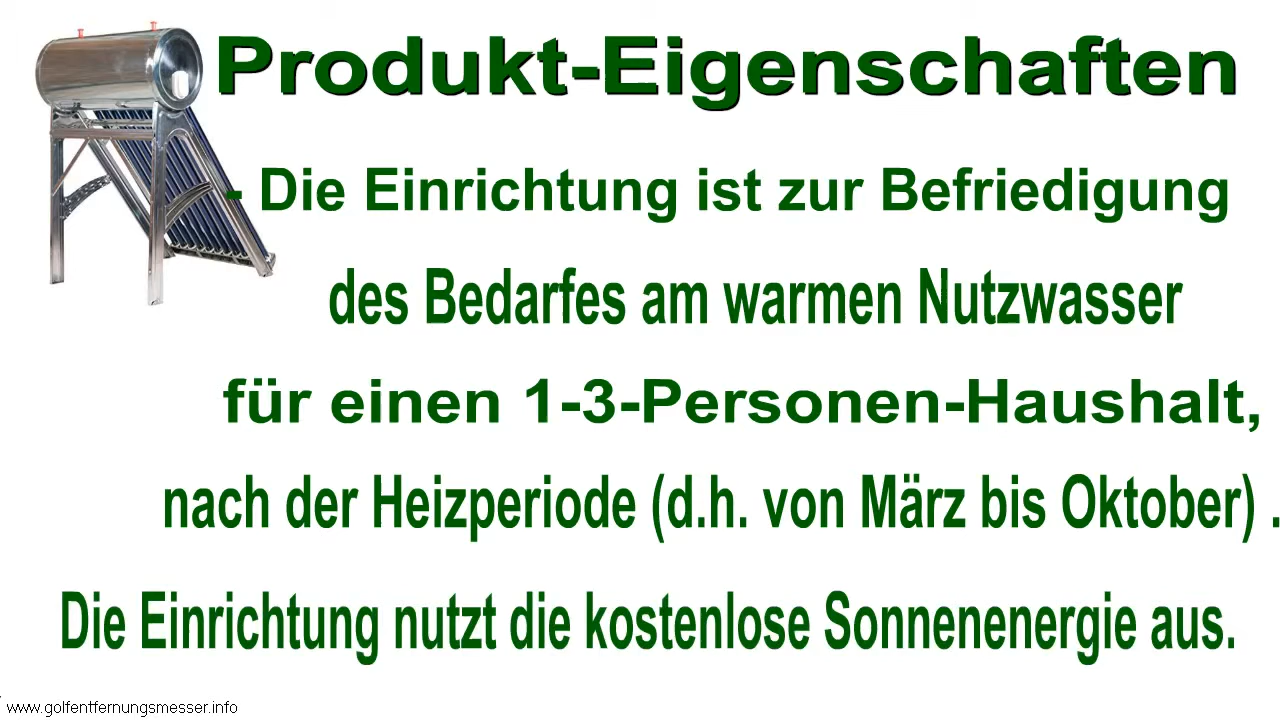 Produkt-Eigenschaften
- Die Einrichtung ist zur Befriedigung
des Bedarfes am warmen Nutzwasser
für einen 1-3-Personen-Haushalt,
nach der Heizperiode (d.h. von März bis Oktober) .
Die Einrichtung nutzt die kostenlose Sonnenenergie aus.
www.golfentfernungsmesser.info